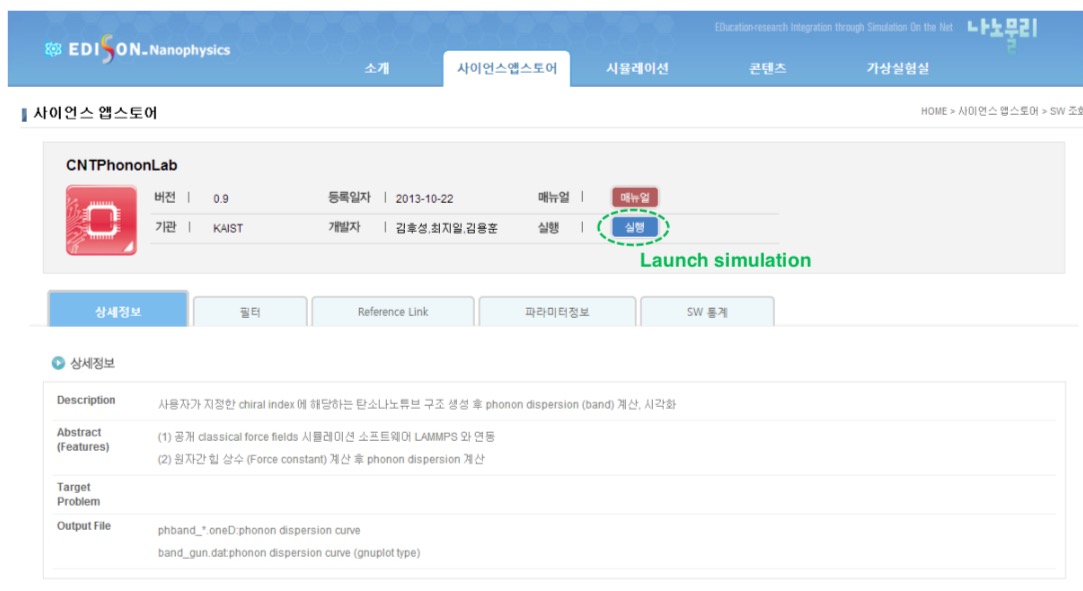 EDucation-research Integration through Simulation On the Net 나노물리
EDISON_Nanophysics
소개 사이언스앱스토어 시뮬레이션 콘텐츠 가상실험실
사이언스 앱스토어
HOME > 사이언스 앱스토어 > SW 조회
CNTPhononLab
버전 | 0.9 등록일자 | 2013-10-22 매뉴얼 | 매뉴얼
기관 | KAIST 개발자 | 김후성,최지일,김용훈 실행 | 실행
Launch simulation
상세정보 필터 Reference Link 파라미터정보 SW 통계
상세정보
Description 사용자가 지정한 chiral index 에 해당하는 탄소나노튜브 구조 생성 후 phonon dispersion (band) 계산, 시각화
Abstract
(Features)
(1) 공개 classical force fields 시뮬레이션 소프트웨어 LAMMPS 와 연동
(2) 원자간 힘 상수 (Force constant) 계산 후 phonon dispersion 계산
Target
Problem
Output File
phband_*.oneD:phonon dispersion curve
band_gun.dat:phonon dispersion curve (gnuplot type)